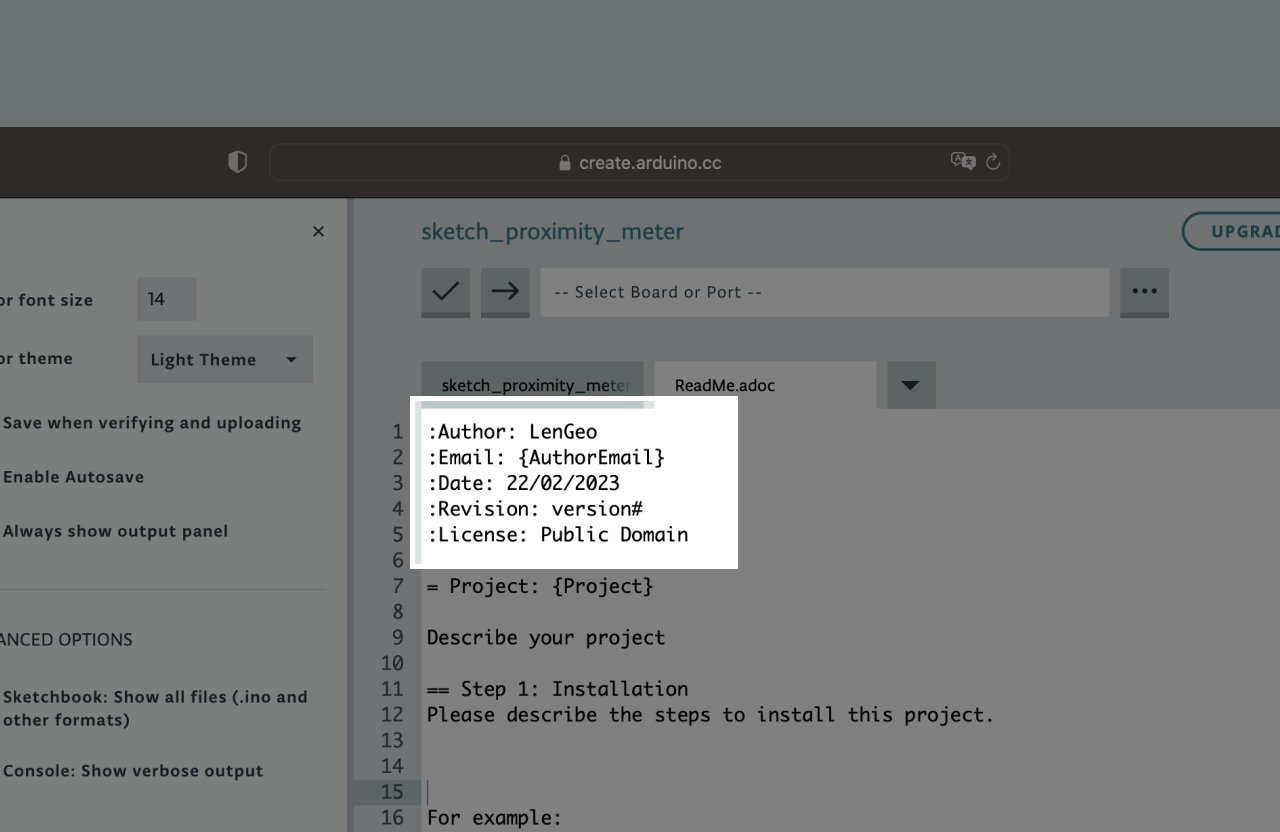 create.arduino.cc
sketch_proximity_meter
UPGRAD
or font size
14
-- Select Board or Port --
or theme
Light Theme
sketch_proximity_meter
ReadMe.adoc
Save when verifying and uploading
Enable Autosave
Always show output panel
ANCED OPTIONS
Sketchbook: Show all files (.ino and
other formats)
Console: Show verbose output
1 :Author: LenGeo
2 :Email: {AuthorEmail}
3 :Date: 22/02/2023
4 :Revision: version#
5 :License: Public Domain
6
7 = Project: {Project}
8
9 Describe your project
10
11 == Step 1: Installation
12 Please describe the steps to install this project.
13
14
15
16 For example: